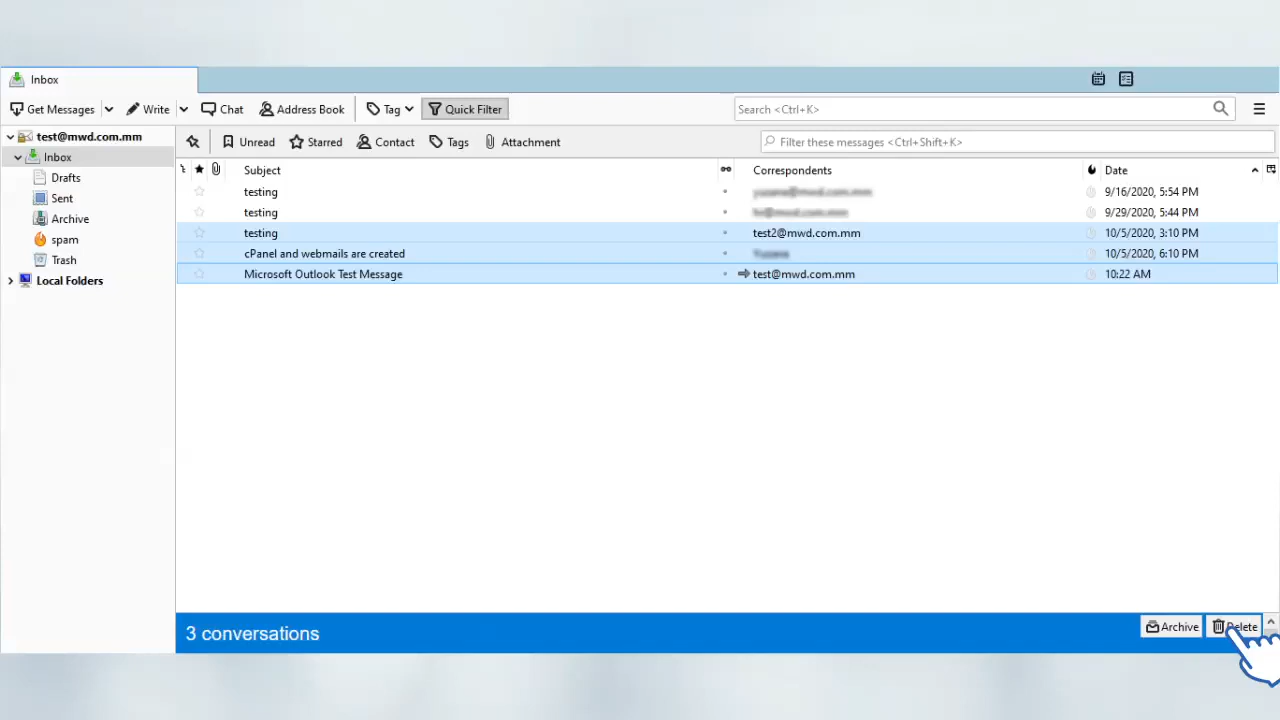 Inbox
Get Messages Write Chat Address Book Tag Quick Filter Search <Ctrl+K>
test@mwd.com.mm
Unread Starred Contact Tags Attachment Filter these messages <Ctrl+Shift+K>
Inbox
Drafts
Sent
Archive
spam
Trash
Local Folders
Subject Correspondents Date
testing 9/16/2020, 5:54 PM
testing 9/29/2020, 5:44 PM
testing test2@mwd.com.mm 10/5/2020, 3:10 PM
cPanel and webmails are created 10/5/2020, 6:10 PM
Microsoft Outlook Test Message test@mwd.com.mm 10:22 AM
3 conversations
Archive Delete